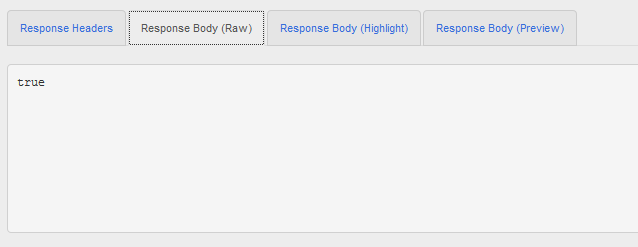 Response Headers
Response Body (Raw)
Response Body (Highlight)
Response Body (Preview)
true